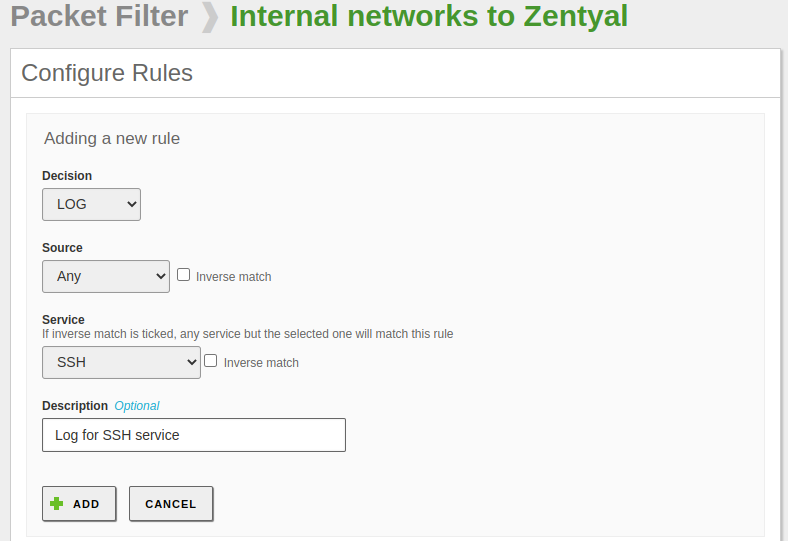 Packet Filter ❯ Internal networks to Zentyal
Configure Rules
Adding a new rule
Decision
LOG
Source
Any Inverse match
Service
If inverse match is ticked, any service but the selected one will match this rule
SSH Inverse match
Description Optional
Log for SSH service
ADD CANCEL